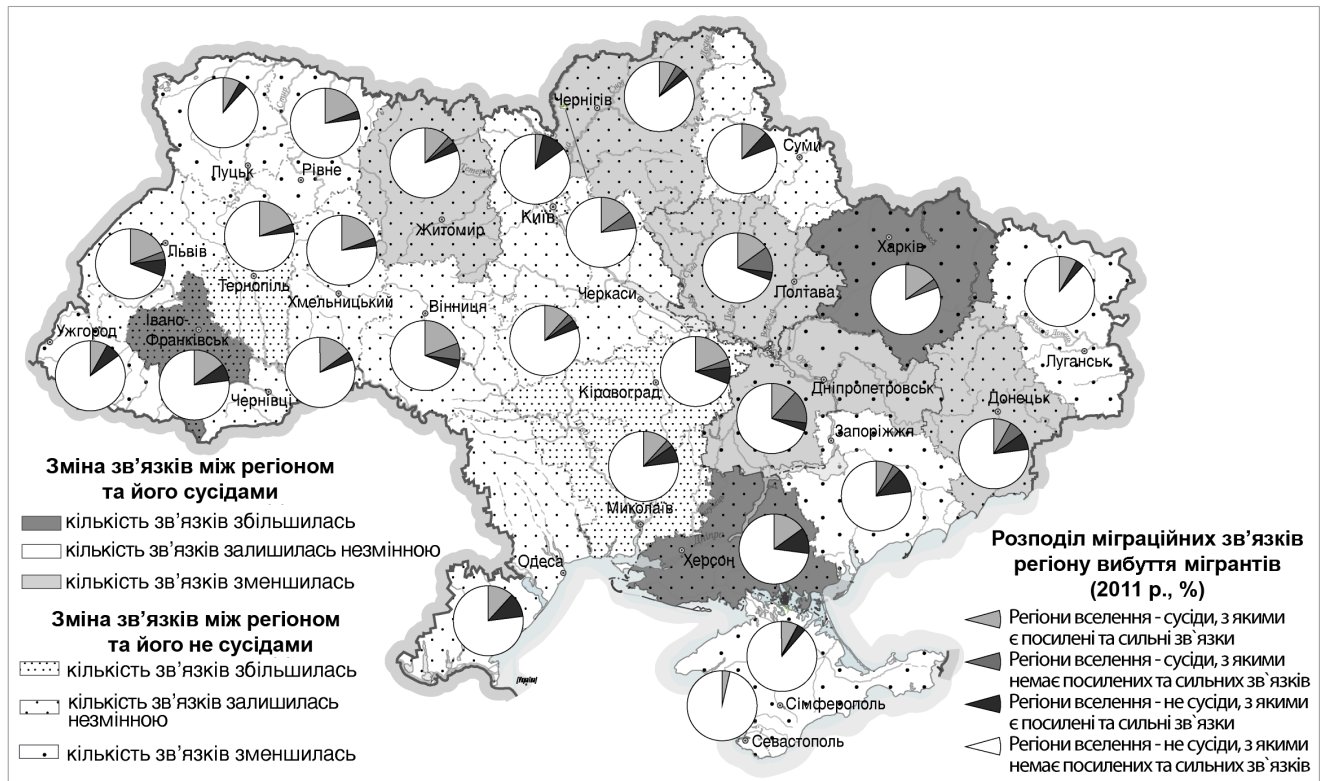 Чернігів
Суми
Луцьк
Рівне
Київ
Житомир
Харків
Львів
Тернопіль
Хмельницький
Вінниця
Черкаси
Полтава
Ужгород
Івано-
Франківськ
Луганськ
Чернівці
Кіровоград
Дніпропетровськ
Донецьк
Запоріжжя
Миколаїв
Одеса
Херсон
Сімферополь
Севастополь
Зміна зв'язків між регіоном
та його сусідами
кількість зв'язків збільшилась
кількість зв'язків залишилась незмінною
кількість зв'язків зменшилась
Зміна зв'язків між регіоном
та його не сусідами
кількість зв'язків збільшилась
кількість зв'язків залишилась
незмінною
кількість зв'язків зменшилась
Розподіл міграційних зв'язків
регіону вибуття мігрантів
(2011 р., %)
Регіони вселення - сусіди, з якими
є посилені та сильні зв`язки
Регіони вселення - сусіди, з якими
немає посилених та сильних зв`язків
Регіони вселення - не сусіди, з якими
є посилені та сильні зв`язки
Регіони вселення - не сусіди, з якими
немає посилених та сильних зв`язків